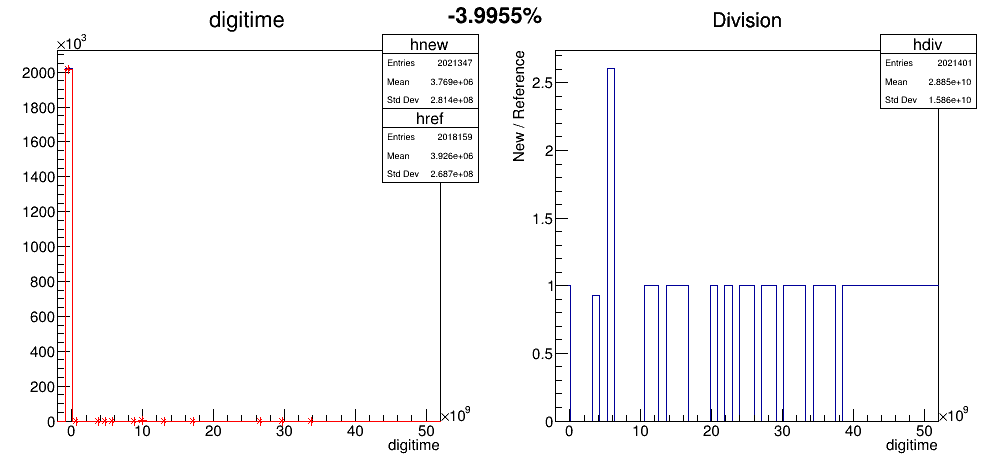 -3.9955%
digitime
×10³
2000
1800
1600
1400
1200
1000
800
600
400
200
0
0 10 20 30 40 50
×10⁹
digitime
hnew
Entries 2021347
Mean 3.769e+06
Std Dev 2.814e+08
href
Entries 2018159
Mean 3.926e+06
Std Dev 2.687e+08
Division
New / Reference
2.5
2
1.5
1
0.5
0
0 10 20 30 40 50
×10⁹
digitime
hdiv
Entries 2021401
Mean 2.885e+10
Std Dev 1.586e+10